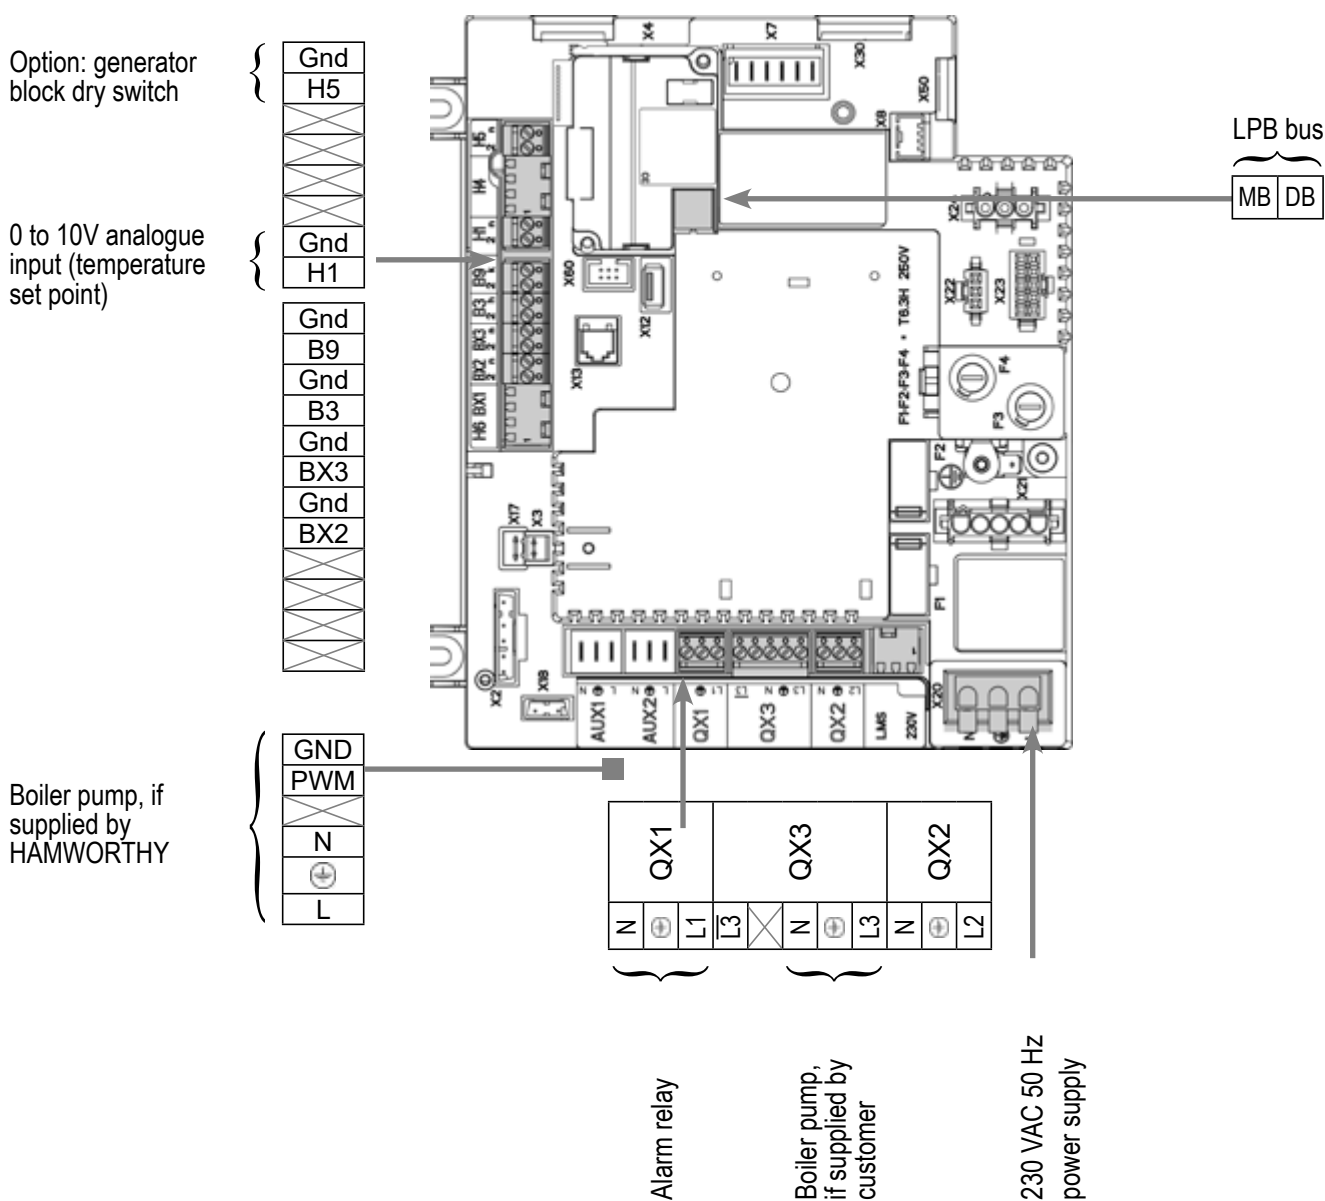 Option: generator
block dry switch
Gnd
H5
0 to 10V analogue
input (temperature
set point)
Gnd
H1
Gnd
B9
Gnd
B3
Gnd
BX3
Gnd
BX2
Boiler pump, if
supplied by
HAMWORTHY
GND
PWM
N
L
X4
X7
X30
X50
X8
LPB bus
MB DB
H5
H4
H1
B9
B3
BX3
BX2
H6 BX1
X60
X12
X13
X22
X23
F1-F2-F3-F4 • T6.3H 250V
F4
F3
F2
X21
F1
X17
X3
X2
X18
X20
N
N L
N L
N L1
L3 N L3
N L2
AUX1
AUX2
QX1
QX3
QX2
LMS
230V
QX1
QX3
QX2
N L1 L3 N L3 N L2
Alarm relay
Boiler pump,
if supplied by
customer
230 VAC 50 Hz
power supply